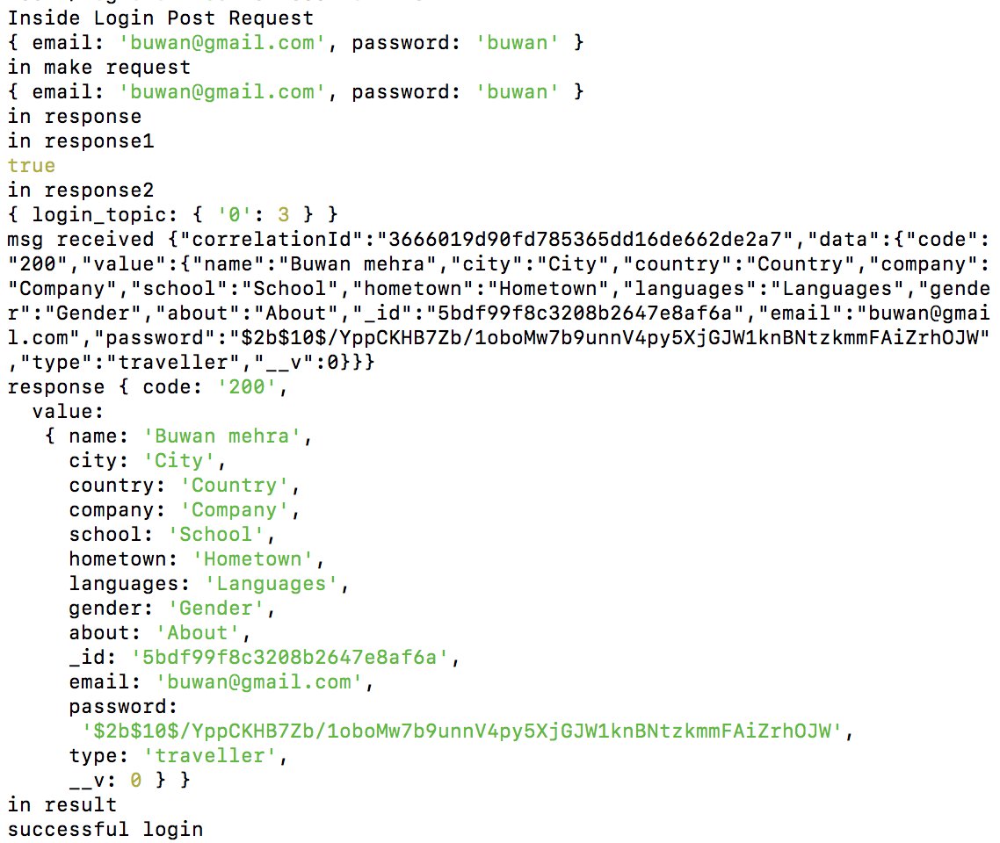 Inside Login Post Request
{ email: 'buwan@gmail.com', password: 'buwan' }
in make request
{ email: 'buwan@gmail.com', password: 'buwan' }
in response
in response1
true
in response2
{ login_topic: { '0': 3 } }
msg received {"correlationId":"3666019d90fd785365dd16de662de2a7","data":{"code":
"200","value":{"name":"Buwan mehra","city":"City","country":"Country","company":
"Company","school":"School","hometown":"Hometown","languages":"Languages","gende
r":"Gender","about":"About","_id":"5bdf99f8c3208b2647e8af6a","email":"buwan@gmai
l.com","password":"$2b$10$/YppCKHB7Zb/1oboMw7b9unnV4py5XjGJW1knBNtzkmmFAiZrhOJW"
,"type":"traveller","__v":0}}}
response { code: '200',
  value:
   { name: 'Buwan mehra',
     city: 'City',
     country: 'Country',
     company: 'Company',
     school: 'School',
     hometown: 'Hometown',
     languages: 'Languages',
     gender: 'Gender',
     about: 'About',
     _id: '5bdf99f8c3208b2647e8af6a',
     email: 'buwan@gmail.com',
     password:
      '$2b$10$/YppCKHB7Zb/1oboMw7b9unnV4py5XjGJW1knBNtzkmmFAiZrhOJW',
     type: 'traveller',
     __v: 0 } }
in result
successful login